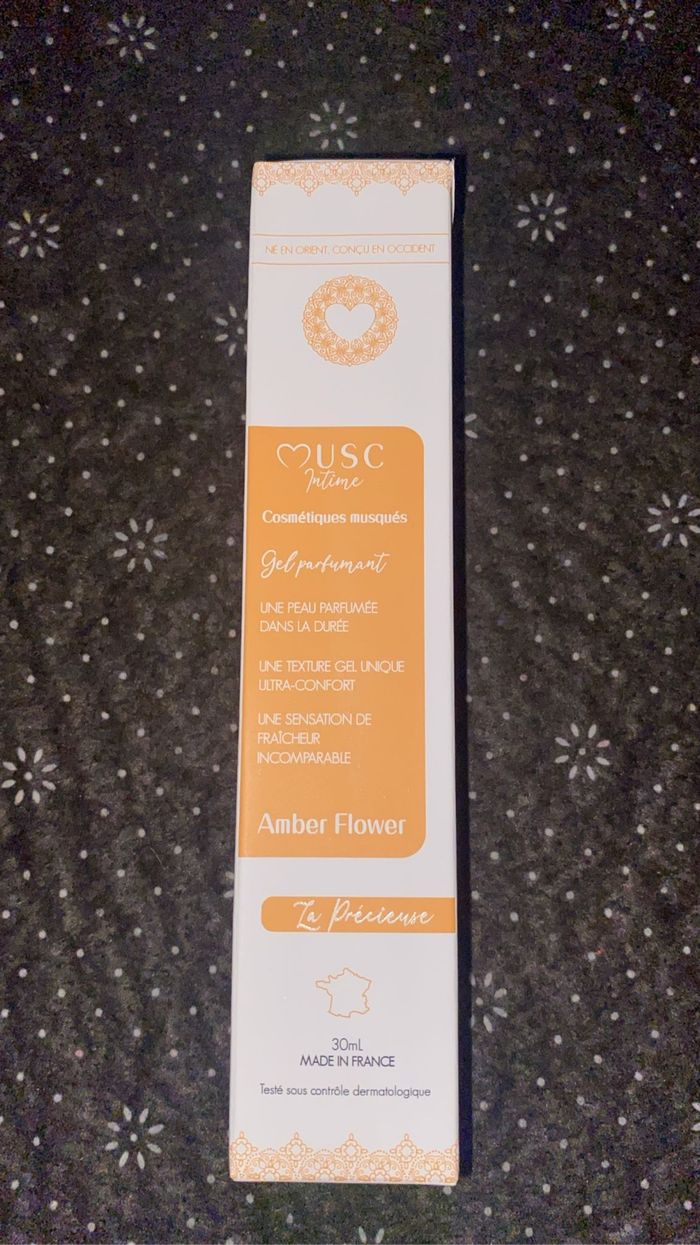 NÉ EN ORIENT, CONÇU EN OCCIDENT
MUSC
Intime
Cosmétiques musqués
Gel parfumant
UNE PEAU PARFUMÉE
DANS LA DURÉE
UNE TEXTURE GEL UNIQUE
ULTRA-CONFORT
UNE SENSATION DE
FRAÎCHEUR
INCOMPARABLE
Amber Flower
La Précieuse
30mL
MADE IN FRANCE
Testé sous contrôle dermatologique